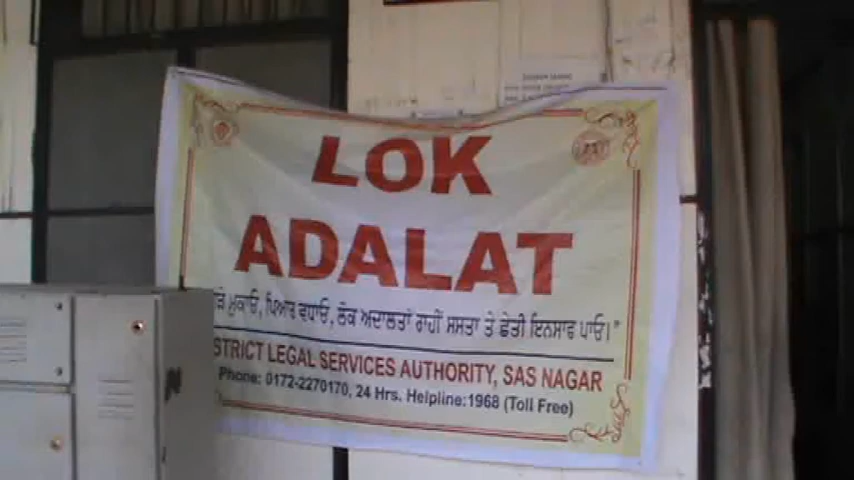 LOK
ADALAT
ਮੁਕਾਓ, ਪਿਆਰ ਵਧਾਓ, ਲੋਕ ਅਦਾਲਤਾਂ ਰਾਹੀਂ ਸਸਤਾ ਤੇ ਛੇਤੀ ਇਨਸਾਫ ਪਾਓ।"
STRICT LEGAL SERVICES AUTHORITY, SAS NAGAR
Phone: 0172-2270170, 24 Hrs. Helpline:1968 (Toll Free)